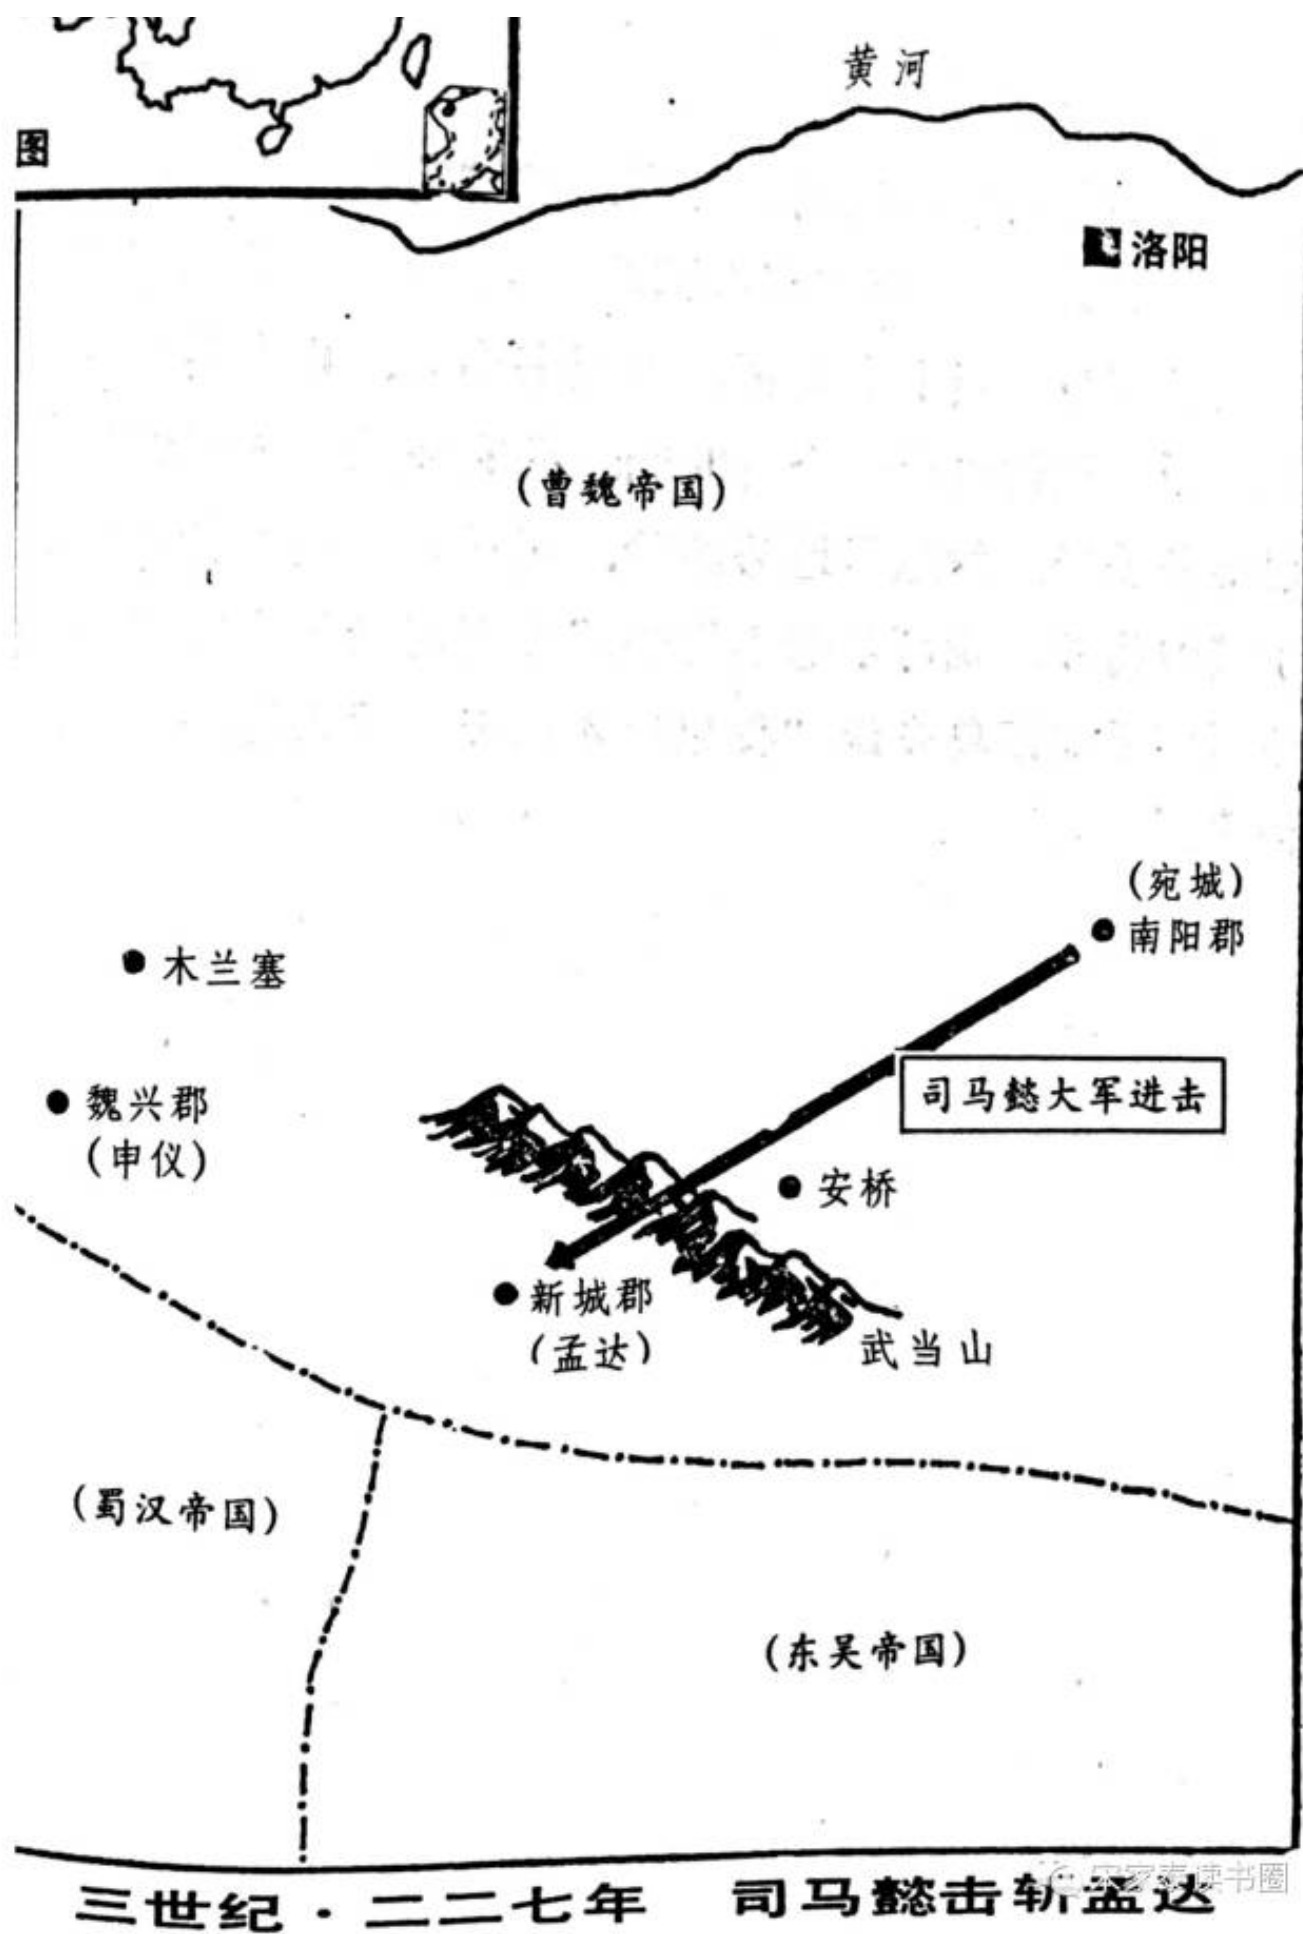 图
黄河
洛阳
(曹魏帝国)
(宛城)
南阳郡
木兰塞
司马懿大军进击
魏兴郡
(申仪)
安桥
新城郡
(孟达)
武当山
(蜀汉帝国)
(东吴帝国)
三世纪·二二七年 司马懿击斩孟达
读书圈